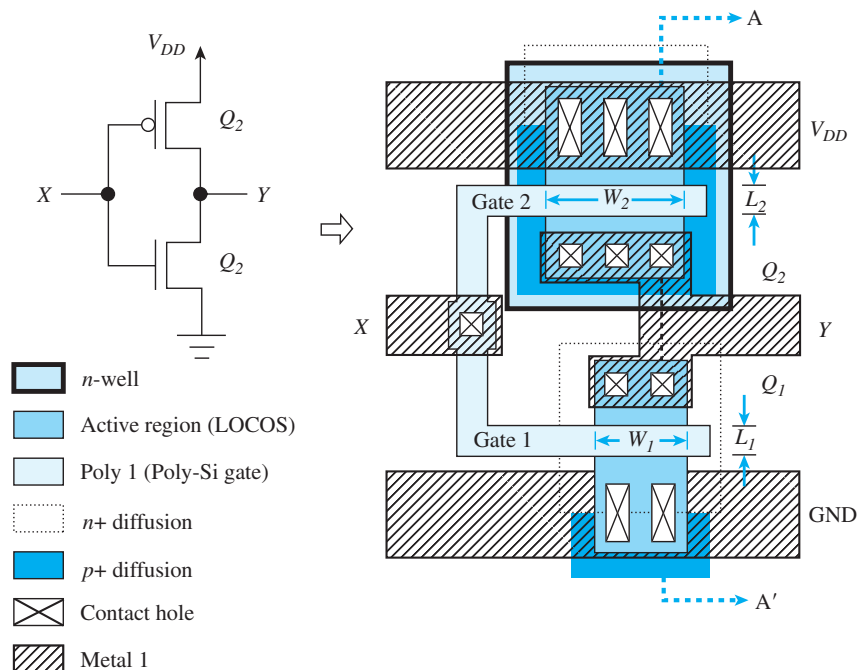 V_DD
Q_2
X
Y
Q_2
n-well
Active region (LOCOS)
Poly 1 (Poly-Si gate)
n+ diffusion
p+ diffusion
Contact hole
Metal 1
A
V_DD
Gate 2
W_2
L_2
Q_2
X
Y
Q_1
Gate 1
W_1
L_1
GND
A′